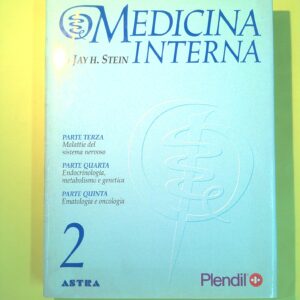 MEDICINA
INTERNA
JAY H. STEIN
PARTE TERZA
Malattie del
sistema nervoso
PARTE QUARTA
Endocrinologia,
metabolismo e genetica
PARTE QUINTA
Ematologia e oncologia
2
ASTRA
Plendil